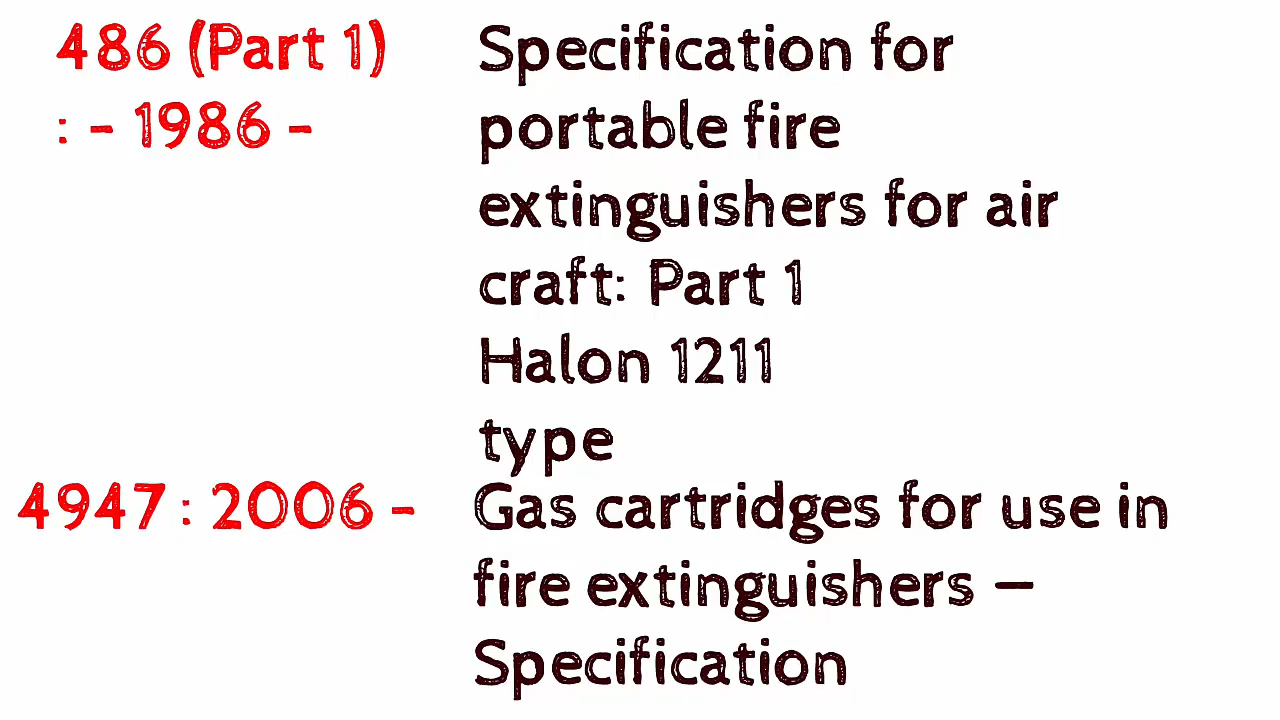 486 (Part 1)
: - 1986 -
Specification for
portable fire
extinguishers for air
craft: Part 1
Halon 1211
type
4947 : 2006 -
Gas cartridges for use in
fire extinguishers —
Specification